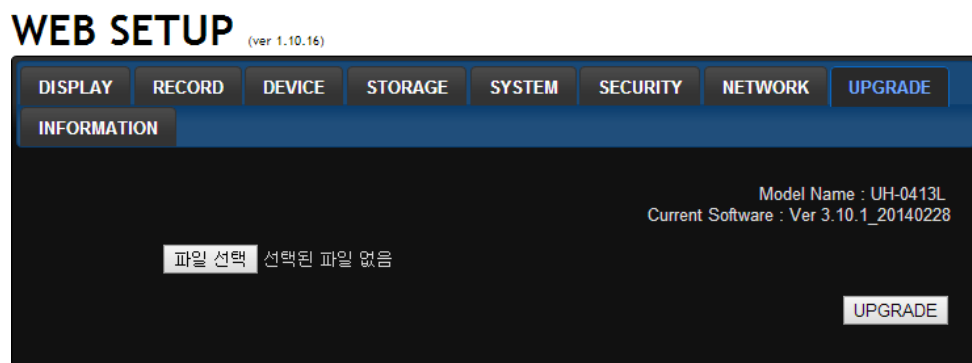 WEB SETUP (ver 1.10.16)
DISPLAY RECORD DEVICE STORAGE SYSTEM SECURITY NETWORK UPGRADE
INFORMATION
Model Name : UH-0413L
Current Software : Ver 3.10.1_20140228
파일 선택 선택된 파일 없음
UPGRADE